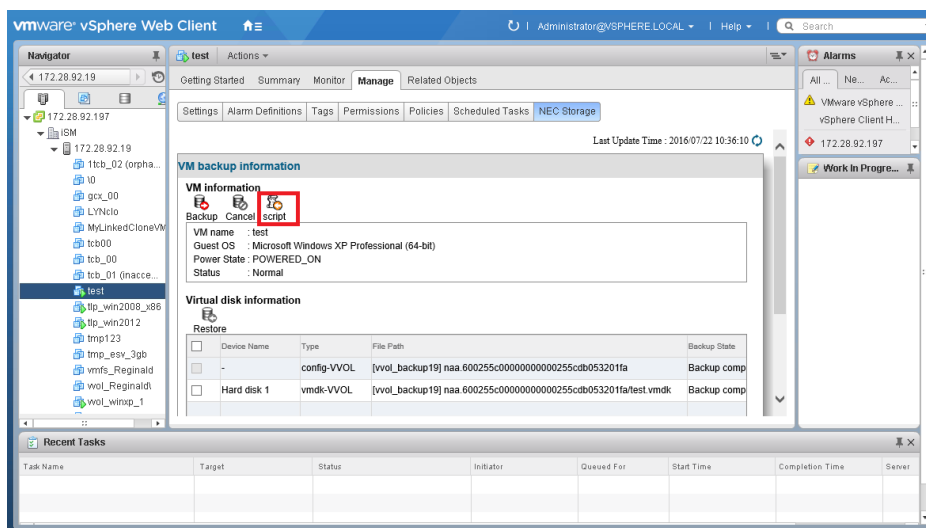 vmware® vSphere Web Client
Administrator@VSPHERE.LOCAL
Help
Search
Navigator
172.28.92.19
172.28.92.197
ISM
172.28.92.19
1tcb_02 (orpha...
\0
gcx_00
LYNclo
MyLinkedCloneVM
tcb00
tcb_00
tcb_01 (inacce...
test
tlp_win2008_x86
tlp_win2012
tmp123
tmp_esv_3gb
vmfs_Reginald
vvol_Reginald\
vvol_winxp_1
test Actions
Getting Started Summary Monitor Manage Related Objects
Settings Alarm Definitions Tags Permissions Policies Scheduled Tasks NEC Storage
Last Update Time : 2016/07/22 10:36:10
VM backup information
VM information
Backup Cancel script
VM name : test
Guest OS : Microsoft Windows XP Professional (64-bit)
Power State : POWERED_ON
Status : Normal
Virtual disk information
Restore
Device Name Type File Path Backup State
- config-VVOL [vvol_backup19] naa.600255c00000000000255cdb053201fa Backup comp
Hard disk 1 vmdk-VVOL [vvol_backup19] naa.600255c00000000000255cdb053201fa/test.vmdk Backup comp
Alarms
All ... Ne... Ac...
VMware vSphere ...
vSphere Client H...
172.28.92.197
Work In Progre...
Recent Tasks
Task Name Target Status Initiator Queued For Start Time Completion Time Server